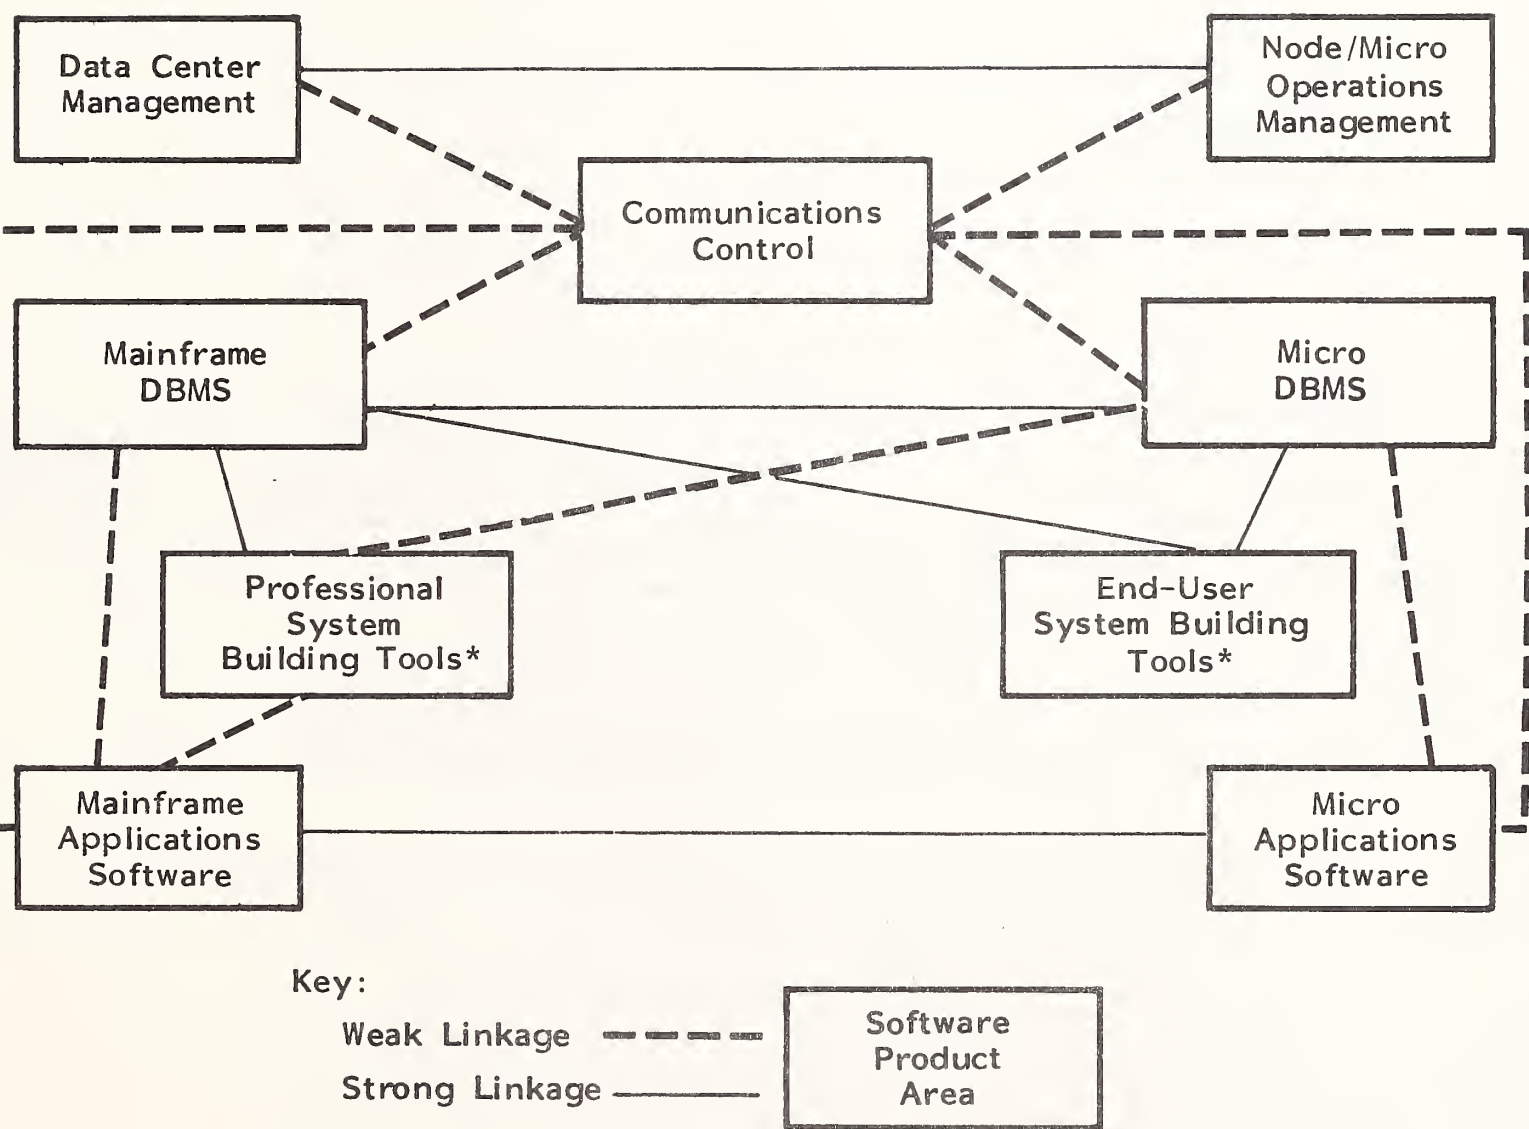 Data Center
Management
Node/Micro
Operations
Management
Communications
Control
Mainframe
DBMS
Micro
DBMS
Professional
System
Building Tools*
End-User
System Building
Tools*
Mainframe
Applications
Software
Micro
Applications
Software
Key:
Weak Linkage
Strong Linkage
Software
Product
Area